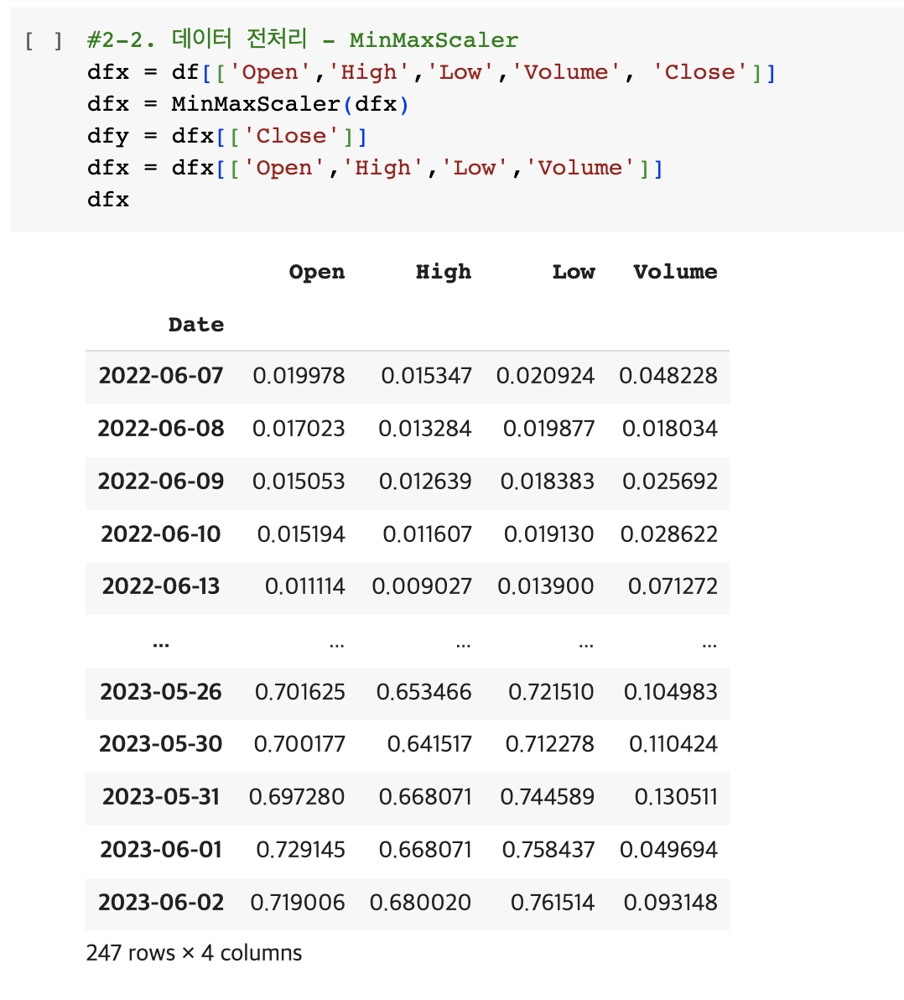 [ ] #2-2. 데이터 전처리 - MinMaxScaler
dfx = df[['Open','High','Low','Volume', 'Close']]
dfx = MinMaxScaler(dfx)
dfy = dfx[['Close']]
dfx = dfx[['Open','High','Low','Volume']]
dfx
Open High Low Volume
Date
2022-06-07 0.019978 0.015347 0.020924 0.048228
2022-06-08 0.017023 0.013284 0.019877 0.018034
2022-06-09 0.015053 0.012639 0.018383 0.025692
2022-06-10 0.015194 0.011607 0.019130 0.028622
2022-06-13 0.011114 0.009027 0.013900 0.071272
... ... ... ... ...
2023-05-26 0.701625 0.653466 0.721510 0.104983
2023-05-30 0.700177 0.641517 0.712278 0.110424
2023-05-31 0.697280 0.668071 0.744589 0.130511
2023-06-01 0.729145 0.668071 0.758437 0.049694
2023-06-02 0.719006 0.680020 0.761514 0.093148
247 rows × 4 columns